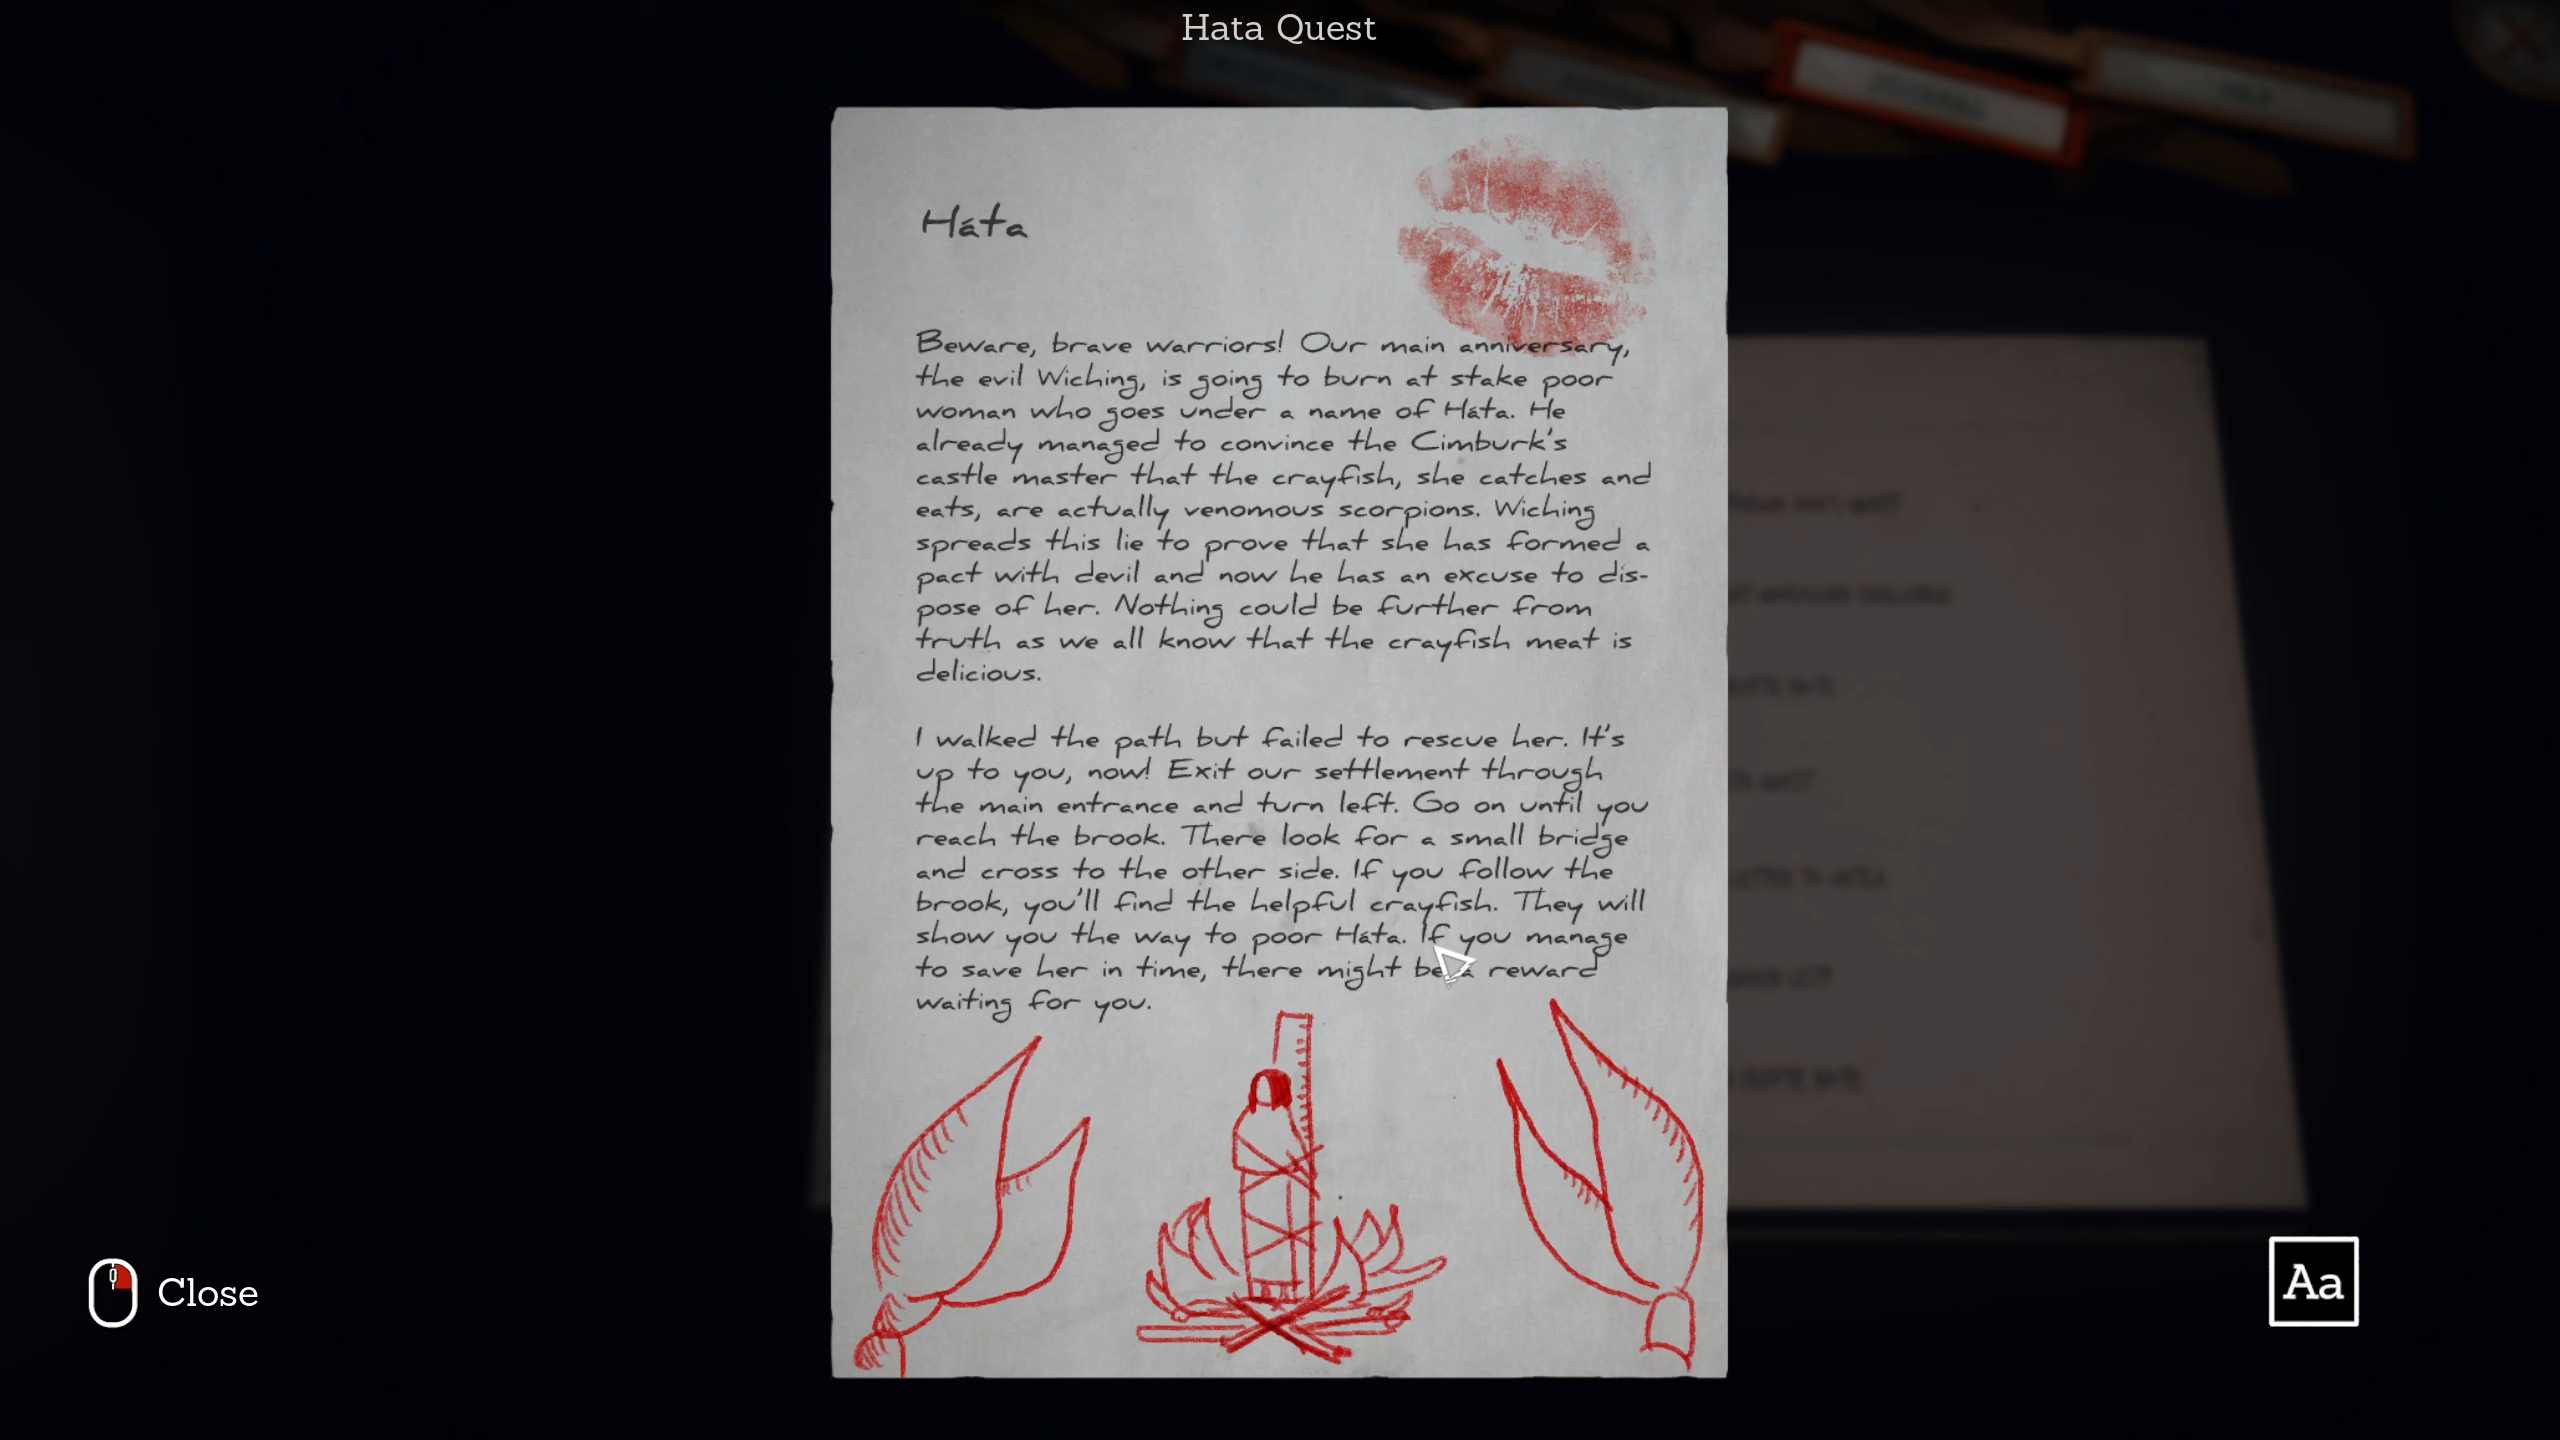 Hata Quest
Háta
Beware, brave warriors! Our main anniversary,
the evil Wiching, is going to burn at stake poor
woman who goes under a name of Háta. He
already managed to convince the Cimburk's
castle master that the crayfish, she catches and
eats, are actually venomous scorpions. Wiching
spreads this lie to prove that she has formed a
pact with devil and now he has an excuse to dis-
pose of her. Nothing could be further from
truth as we all know that the crayfish meat is
delicious.
I walked the path but failed to rescue her. It's
up to you, now! Exit our settlement through
the main entrance and turn left. Go on until you
reach the brook. There look for a small bridge
and cross to the other side. If you follow the
brook, you'll find the helpful crayfish. They will
show you the way to poor Háta. If you manage
to save her in time, there might be a reward
waiting for you.
Close
Aa